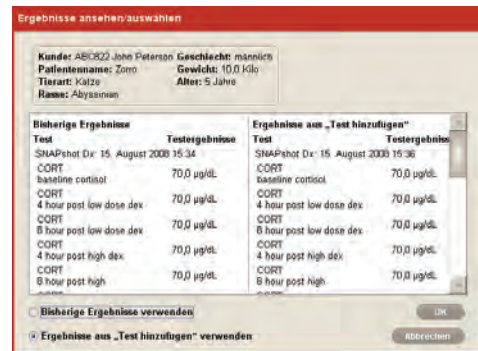 Ergebnisse ansehen/auswählen
Kunde: ABC822 John Peterson Geschlecht: männlich
Patientenname: Zorro Gewicht: 10,0 Kilo
Tierart: Katze Alter: 5 Jahre
Rasse: Abyssinian
Bisherige Ergebnisse
Test Testergebnisse
SNAPshot Dx: 15. August 2008 15:34
CORT
baseline cortisol 70,0 µg/dL
CORT
4 hour post low dose dex 70,0 µg/dL
CORT
8 hour post low dose dex 70,0 µg/dL
CORT
4 hour post high dex 70,0 µg/dL
CORT
8 hour post high 70,0 µg/dL
Ergebnisse aus „Test hinzufügen"
Test Testergebniss
SNAPshot Dx: 15. August 2008 15:36
CORT
baseline cortisol 70,0 µg/dL
CORT
4 hour post low dose dex 70,0 µg/dL
CORT
8 hour post low dose dex 70,0 µg/dL
CORT
4 hour post high dex 70,0 µg/dL
CORT
8 hour post high 70,0 µg/dL
Bisherige Ergebnisse verwenden
OK
Ergebnisse aus „Test hinzufügen" verwenden
Abbrechen